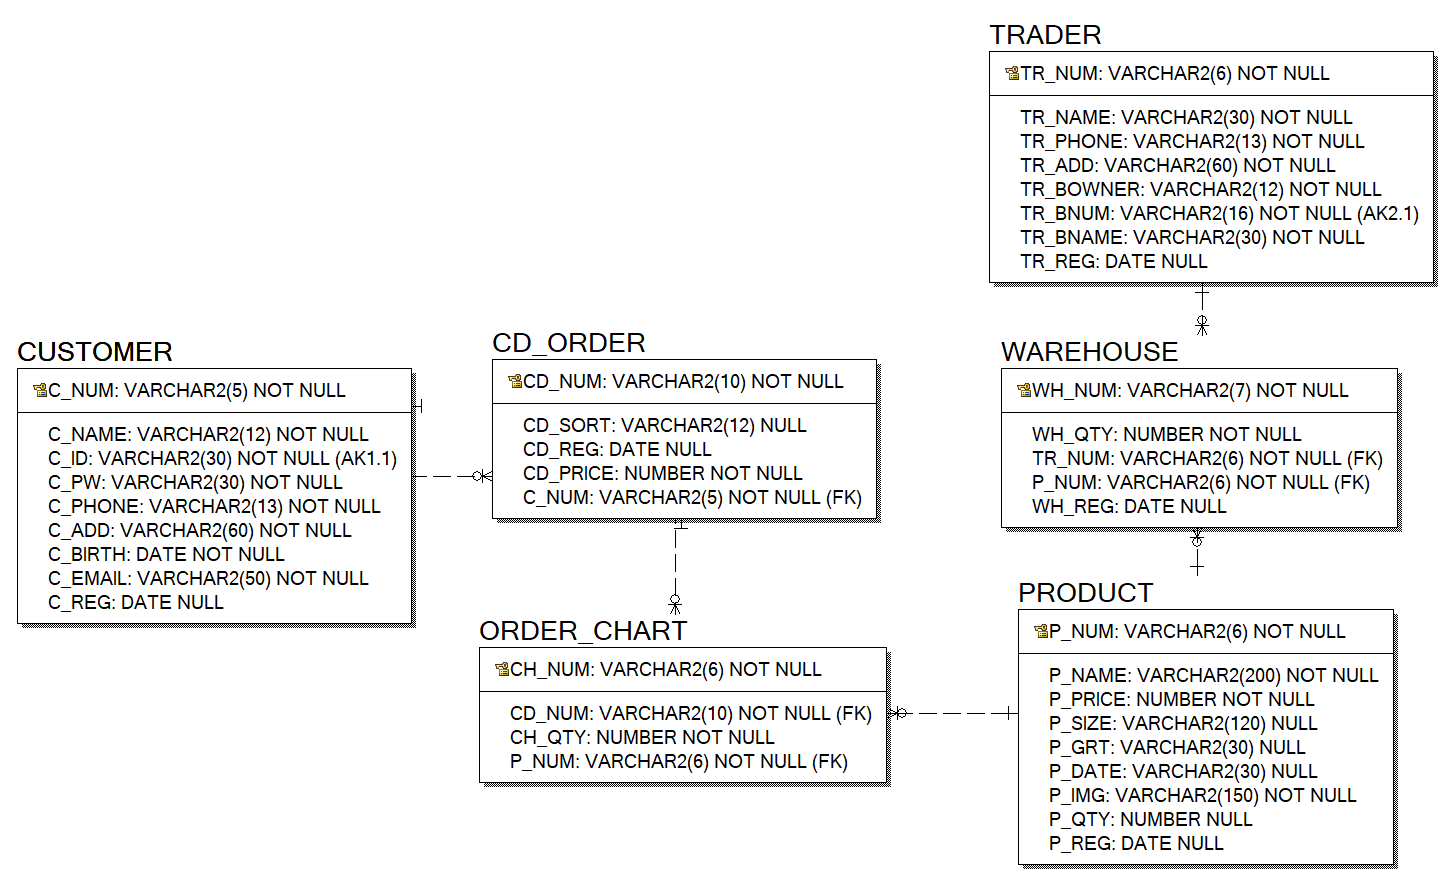 TRADER
TR_NUM: VARCHAR2(6) NOT NULL
TR_NAME: VARCHAR2(30) NOT NULL
TR_PHONE: VARCHAR2(13) NOT NULL
TR_ADD: VARCHAR2(60) NOT NULL
TR_BOWNER: VARCHAR2(12) NOT NULL
TR_BNUM: VARCHAR2(16) NOT NULL (AK2.1)
TR_BNAME: VARCHAR2(30) NOT NULL
TR_REG: DATE NULL
CUSTOMER
C_NUM: VARCHAR2(5) NOT NULL
C_NAME: VARCHAR2(12) NOT NULL
C_ID: VARCHAR2(30) NOT NULL (AK1.1)
C_PW: VARCHAR2(30) NOT NULL
C_PHONE: VARCHAR2(13) NOT NULL
C_ADD: VARCHAR2(60) NOT NULL
C_BIRTH: DATE NOT NULL
C_EMAIL: VARCHAR2(50) NOT NULL
C_REG: DATE NULL
CD_ORDER
CD_NUM: VARCHAR2(10) NOT NULL
CD_SORT: VARCHAR2(12) NULL
CD_REG: DATE NULL
CD_PRICE: NUMBER NOT NULL
C_NUM: VARCHAR2(5) NOT NULL (FK)
WAREHOUSE
WH_NUM: VARCHAR2(7) NOT NULL
WH_QTY: NUMBER NOT NULL
TR_NUM: VARCHAR2(6) NOT NULL (FK)
P_NUM: VARCHAR2(6) NOT NULL (FK)
WH_REG: DATE NULL
ORDER_CHART
CH_NUM: VARCHAR2(6) NOT NULL
CD_NUM: VARCHAR2(10) NOT NULL (FK)
CH_QTY: NUMBER NOT NULL
P_NUM: VARCHAR2(6) NOT NULL (FK)
PRODUCT
P_NUM: VARCHAR2(6) NOT NULL
P_NAME: VARCHAR2(200) NOT NULL
P_PRICE: NUMBER NOT NULL
P_SIZE: VARCHAR2(120) NULL
P_GRT: VARCHAR2(30) NULL
P_DATE: VARCHAR2(30) NULL
P_IMG: VARCHAR2(150) NOT NULL
P_QTY: NUMBER NULL
P_REG: DATE NULL